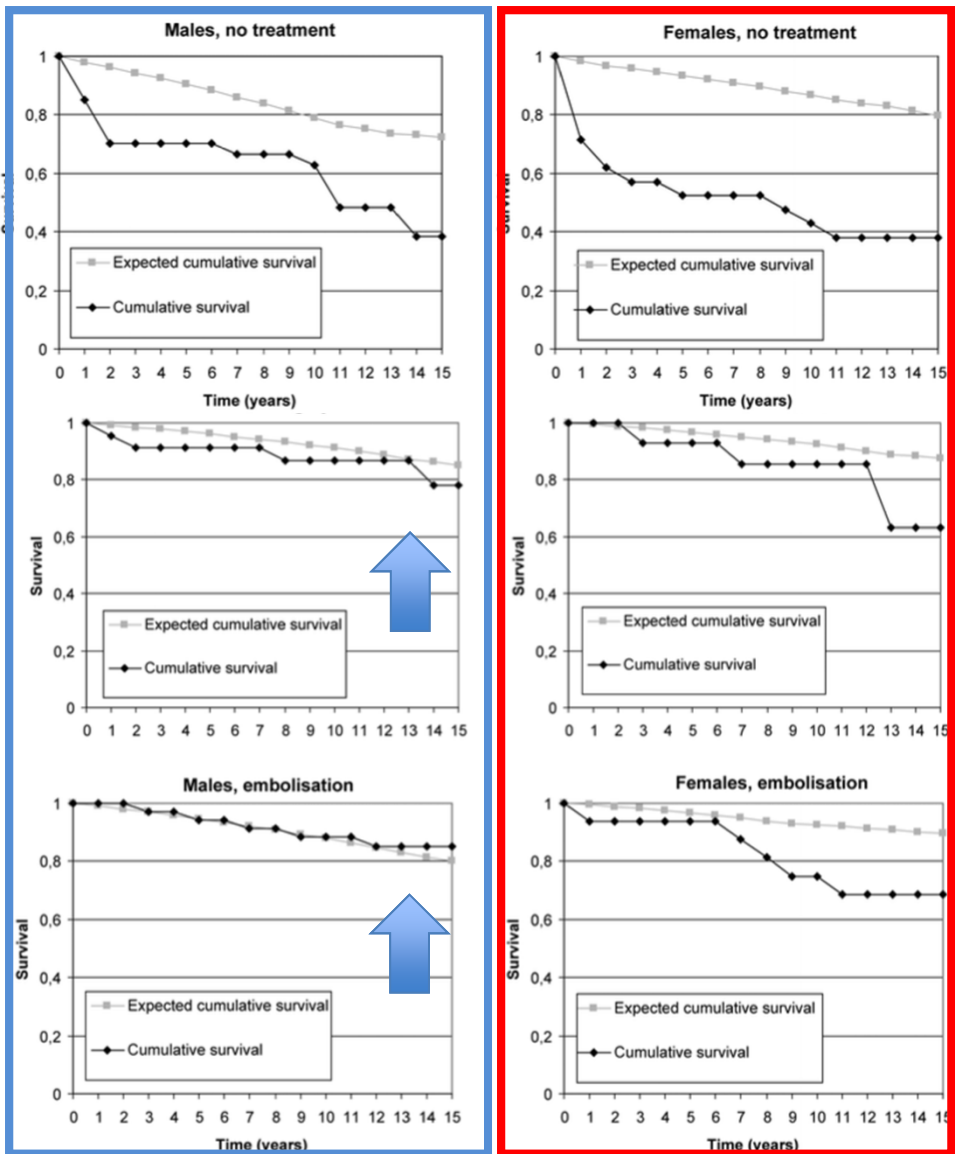 Males, no treatment
1
0,8
0,6
0,4
0,2
0
Expected cumulative survival
Cumulative survival
0 1 2 3 4 5 6 7 8 9 10 11 12 13 14 15
Time (years)
Females, no treatment
1
0,8
0,6
0,4
0,2
0
Expected cumulative survival
Cumulative survival
0 1 2 3 4 5 6 7 8 9 10 11 12 13 14 15
Time (years)
1
0,8
0,6
0,4
0,2
0
Survival
Expected cumulative survival
Cumulative survival
0 1 2 3 4 5 6 7 8 9 10 11 12 13 14 15
1
0,8
0,6
0,4
0,2
0
Survival
Expected cumulative survival
Cumulative survival
0 1 2 3 4 5 6 7 8 9 10 11 12 13 14 15
Males, embolisation
1
0,8
0,6
0,4
0,2
0
Survival
Expected cumulative survival
Cumulative survival
0 1 2 3 4 5 6 7 8 9 10 11 12 13 14 15
Time (years)
Females, embolisation
1
0,8
0,6
0,4
0,2
0
Survival
Expected cumulative survival
Cumulative survival
0 1 2 3 4 5 6 7 8 9 10 11 12 13 14 15
Time (years)